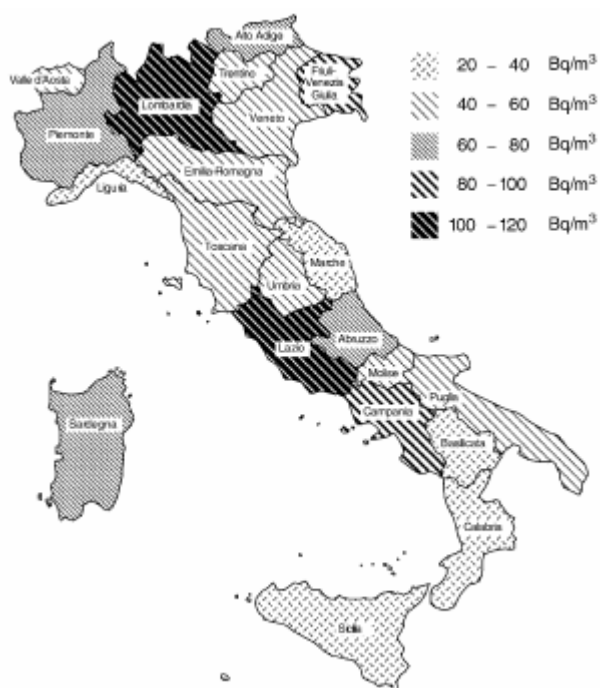 Alto Adige
Valle d'Aosta
Trentino
Friuli-
Venezia
Giulia
Lombardia
Veneto
Piemonte
Emilia-Romagna
Liguria
Toscana
Marche
Umbria
Abruzzo
Lazio
Molise
Puglia
Campania
Basilicata
Sardegna
Calabria
Sicilia
20 – 40 Bq/m³
40 – 60 Bq/m³
60 – 80 Bq/m³
80 – 100 Bq/m³
100 – 120 Bq/m³